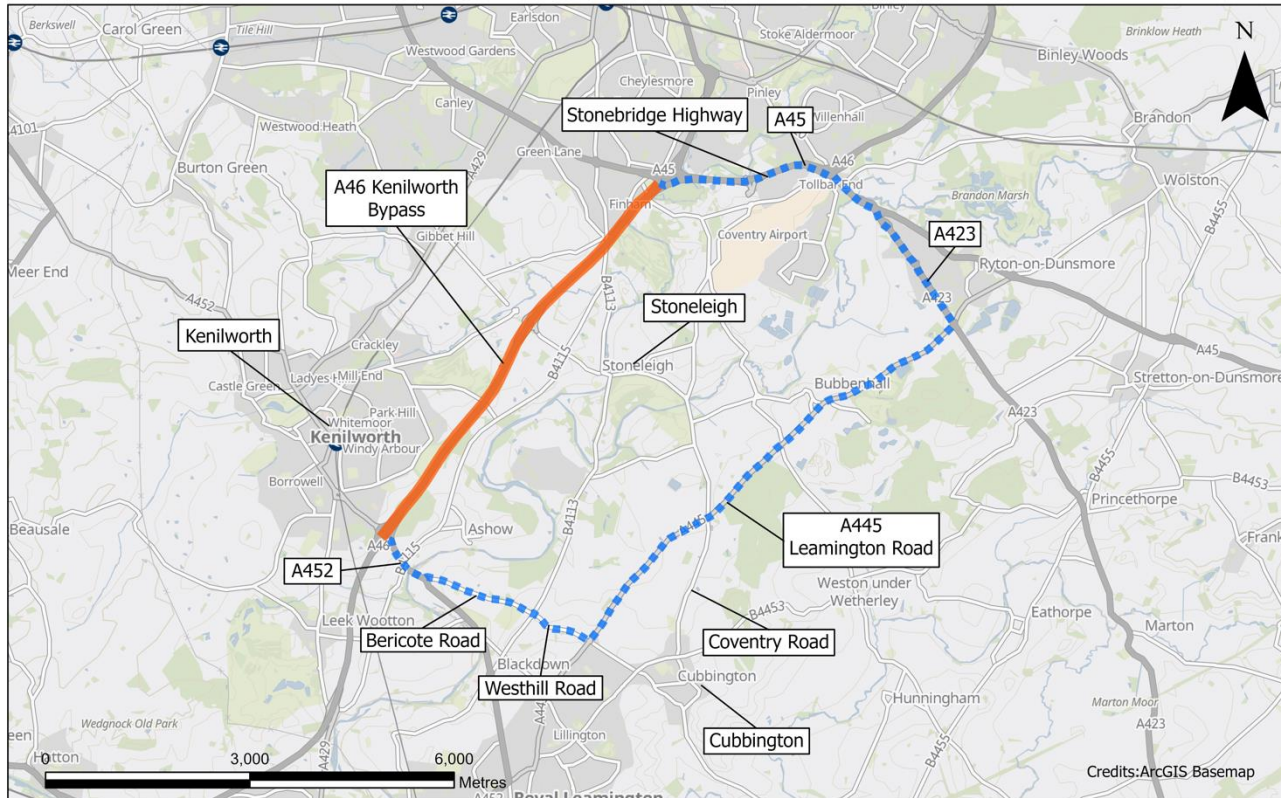 Berkswell
Carol Green
Tile Hill
Earlsdon
Stoke Aldermoor
Binley Woods
Brinklow Heath
N
Westwood Gardens
Cheylesmore
Canley
Pinley
Willenhall
Brandon
B4101
Westwood Heath
Stonebridge Highway
A45
Green Lane
Burton Green
A429
A45
A46
Tollbar End
Wolston
A46 Kenilworth
Bypass
Finham
Brandon Marsh
B4455
Gibbet Hill
Coventry Airport
A423
Meer End
Ryton-on-Dunsmore
A452
B4113
Stoneleigh
A423
Kenilworth
Crackley
B4115
Stoneleigh
A45
Castle Green
Mill End
Bubbenhall
Stretton-on-Dunsmore
Park Hill
Whitemoor
Kenilworth
Windy Arbour
A423
B4455
Borrowell
B4453
Princethorpe
Beausale
Ashow
B4113
A445
Leamington Road
A46
B4115
A452
Weston under
Wetherley
Leek Wootton
B4453
Eathorpe
Marton
Bericote Road
Coventry Road
Blackdown
Westhill Road
Cubbington
Hunningham
Marton Moor
Wedgnock Old Park
Cubbington
A423
Lillington
B4455
A429
0
3,000
6,000
Metres
Credits:ArcGIS Basemap
Royal Leamington